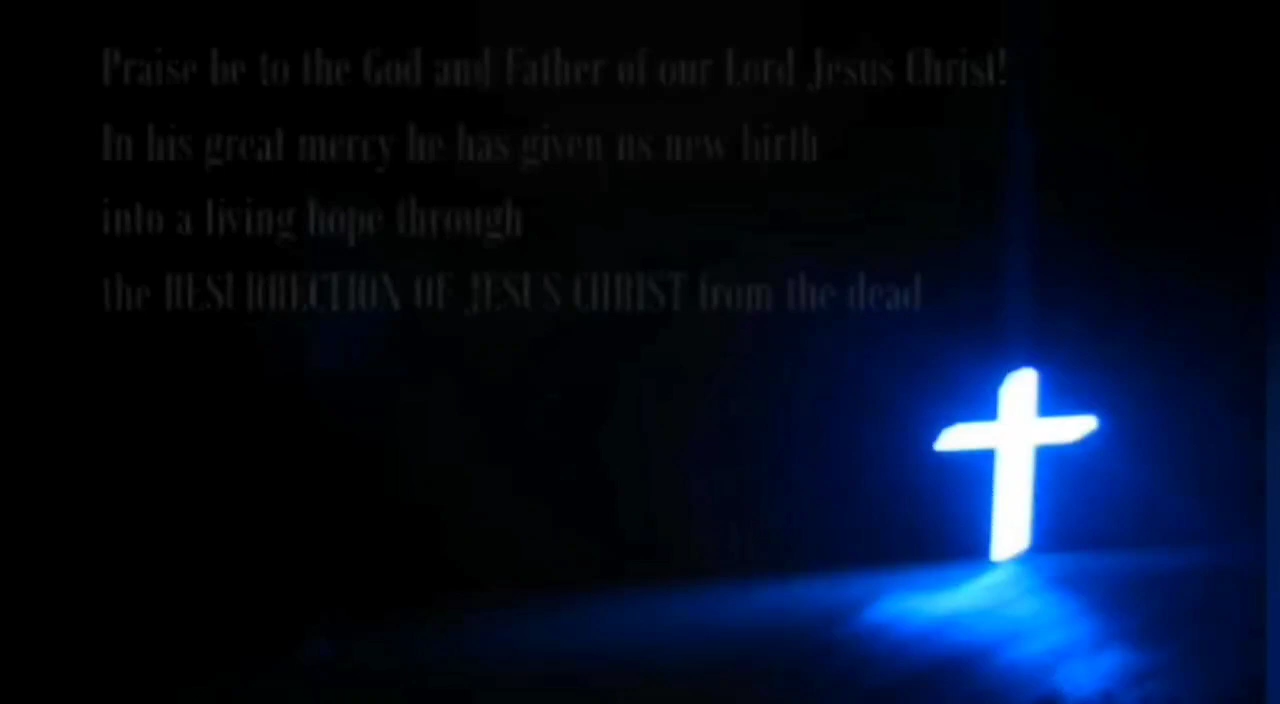 Praise be to the God and Father of our Lord Jesus Christ!
In his great mercy he has given us new birth
into a living hope through
the RESURRECTION OF JESUS CHRIST from the dead